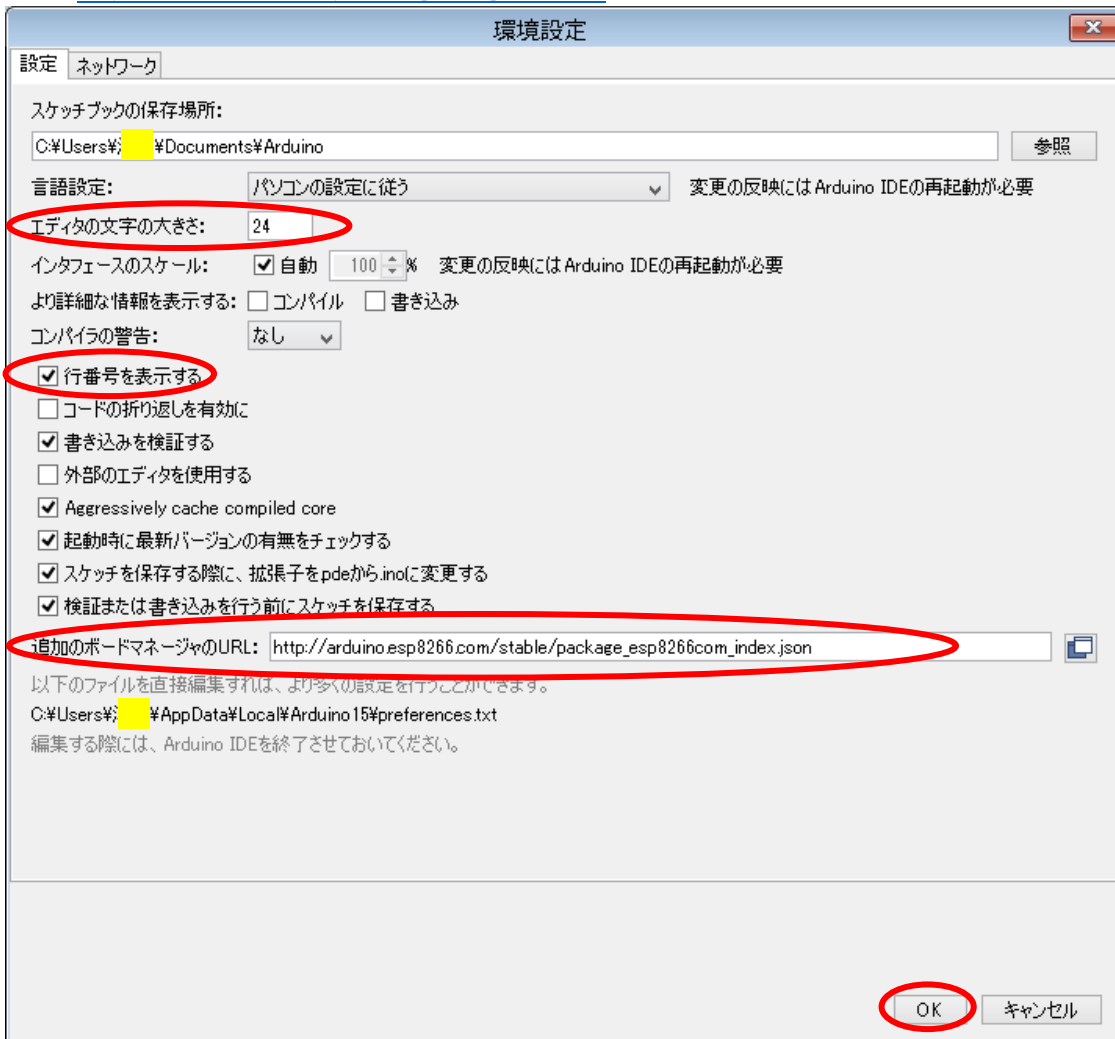 環境設定
設定 ネットワーク
スケッチブックの保存場所:
C:¥Users¥ ¥Documents¥Arduino 参照
言語設定: パソコンの設定に従う 変更の反映にはArduino IDEの再起動が必要
エディタの文字の大きさ: 24
インタフェースのスケール: 自動 100 % 変更の反映にはArduino IDEの再起動が必要
より詳細な情報を表示する: コンパイル 書き込み
コンパイラの警告: なし
行番号を表示する
コードの折り返しを有効に
書き込みを検証する
外部のエディタを使用する
Aggressively cache compiled core
起動時に最新バージョンの有無をチェックする
スケッチを保存する際に、拡張子をpdeから.inoに変更する
検証または書き込みを行う前にスケッチを保存する
追加のボードマネージャのURL: http://arduino.esp8266.com/stable/package_esp8266com_index.json
以下のファイルを直接編集すれば、より多くの設定を行うことができます。
C:¥Users¥ ¥AppData¥Local¥Arduino15¥preferences.txt
編集する際には、Arduino IDEを終了させておいてください。
OK キャンセル